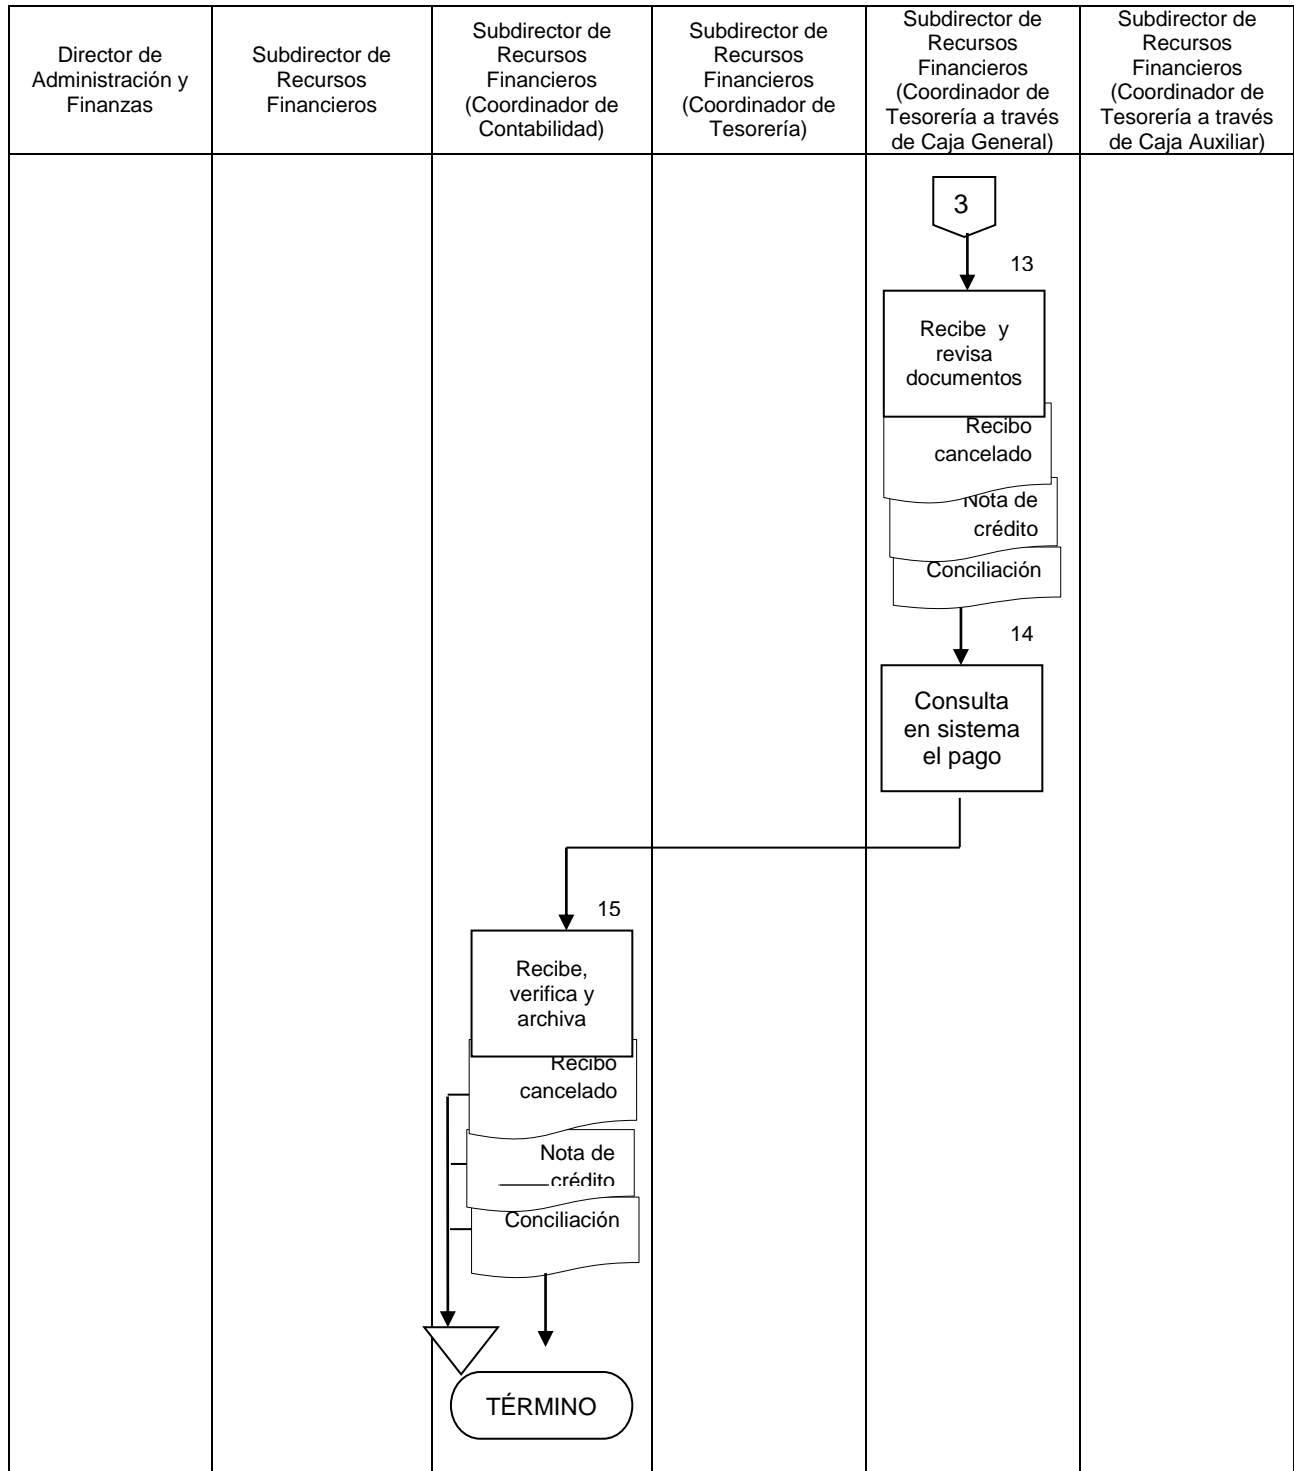 Director de
Administración y
Finanzas
Subdirector de
Recursos
Financieros
Subdirector de
Recursos
Financieros
(Coordinador de
Contabilidad)
Subdirector de
Recursos
Financieros
(Coordinador de
Tesorería)
Subdirector de
Recursos
Financieros
(Coordinador de
Tesorería a través
de Caja General)
Subdirector de
Recursos
Financieros
(Coordinador de
Tesorería a través
de Caja Auxiliar)
3
13
Recibe y
revisa
documentos
Recibo
cancelado
Nota de
crédito
Conciliación
14
Consulta
en sistema
el pago
15
Recibe,
verifica y
archiva
Recibo
cancelado
Nota de
crédito
Conciliación
TÉRMINO